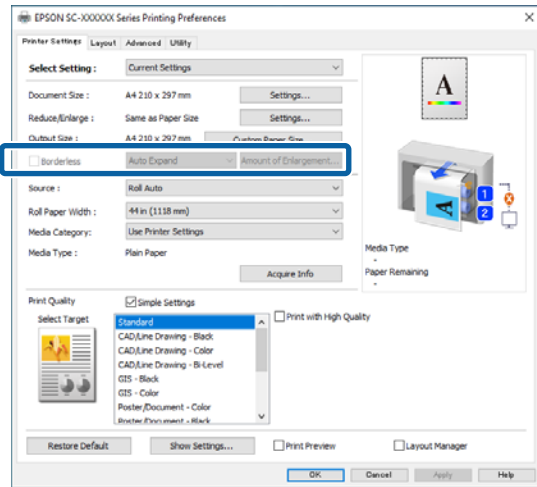 EPSON SC-XXXXXX Series Printing Preferences
Printer Settings Layout Advanced Utility
Select Setting : Current Settings
Document Size : A4 210 x 297 mm Settings...
Reduce/Enlarge : Same as Paper Size Settings...
Output Size : A4 210 x 297 mm Custom Paper Size...
Borderless Auto Expand Amount of Enlargement...
Source : Roll Auto
Roll Paper Width : 44 in (1118 mm)
Media Category: Use Printer Settings
Media Type : Plain Paper
Acquire Info
A
A
1
2
Media Type
-
Paper Remaining
-
Print Quality Simple Settings
Select Target
Standard
CAD/Line Drawing - Black
CAD/Line Drawing - Color
CAD/Line Drawing - Bi-Level
GIS - Black
GIS - Color
Poster/Document - Color
Poster/Document - Black
Print with High Quality
Restore Default Show Settings... Print Preview Layout Manager
OK Cancel Apply Help